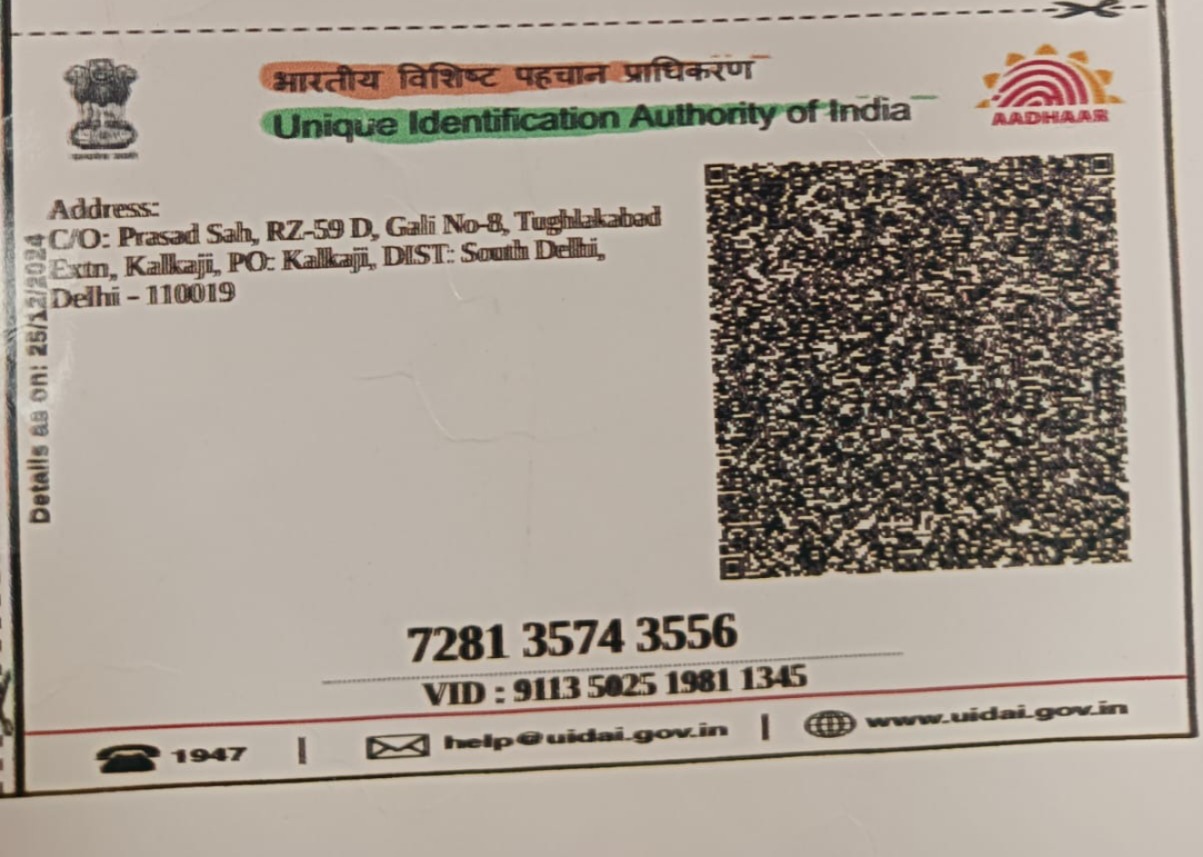 भारतीय विशिष्ट पहचान प्राधिकरण
Unique Identification Authority of India
AADHAAR
Address:
C/O: Prasad Sah, RZ-59 D, Gali No-8, Tughlakabad
Extn, Kalkaji, PO: Kalkaji, DIST: South Delhi,
Delhi - 110019
Details as on: 25/12/2024
7281 3574 3556
VID : 9113 5025 1981 1345
1947 | help@uidai.gov.in | www.uidai.gov.in